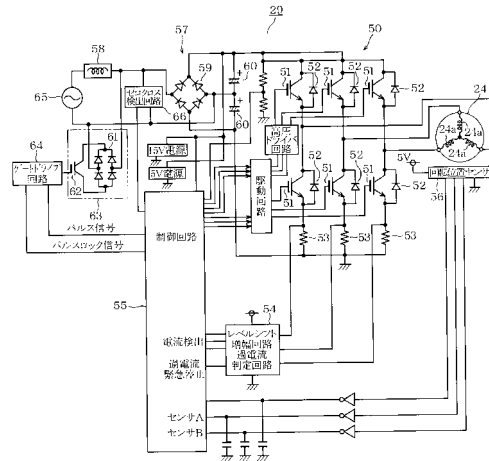 29
57
50
58
59
60
52
52
52
51
51
51
24
65
ゼロクロス
検出回路
66
60
高圧
ドライバ
回路
24a
24a
24a
61
15V電源
5V
64
ゲートドライブ
回路
62
5V電源
駆動
回路
52
52
52
51
回転位置センサ
56
63
パルス信号
制御回路
53
53
53
パルスロック信号
55
54
電流検出
レベルシフト
増幅回路
過電流
判定回路
過電流
緊急停止
センサA
センサB